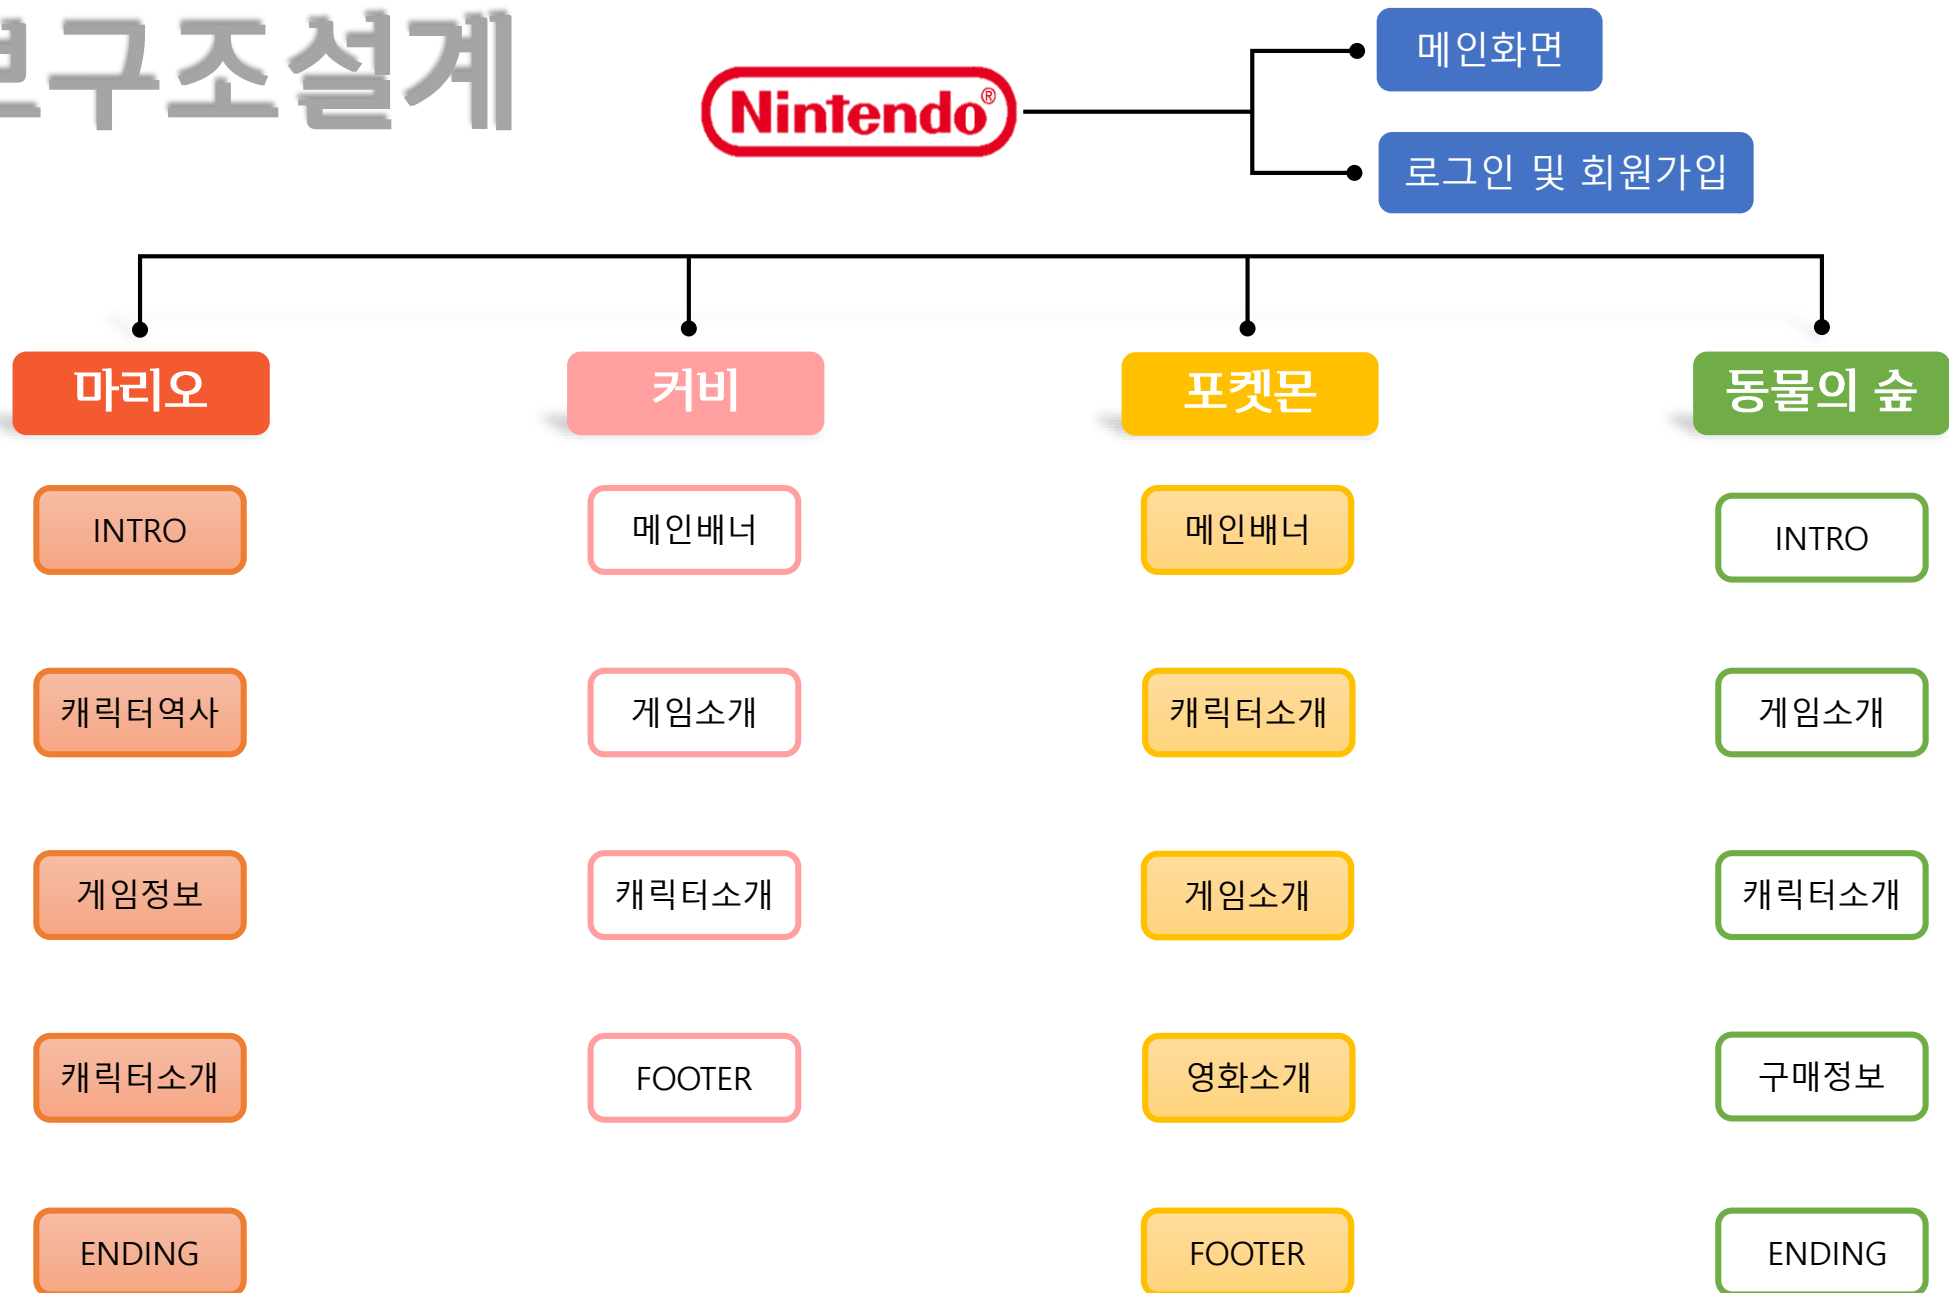 구조설계
Nintendo®
메인화면
로그인 및 회원가입
마리오
커비
포켓몬
동물의 숲
INTRO
메인배너
메인배너
INTRO
캐릭터역사
게임소개
캐릭터소개
게임소개
게임정보
캐릭터소개
게임소개
캐릭터소개
캐릭터소개
FOOTER
영화소개
구매정보
ENDING
FOOTER
ENDING